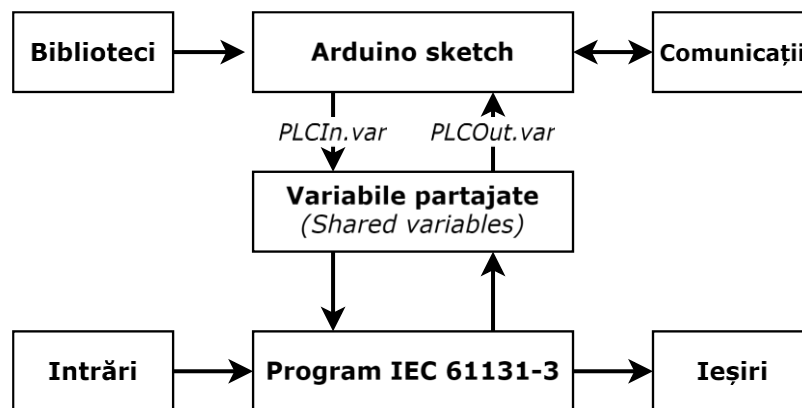 Biblioteci
Arduino sketch
Comunicații
PLCIn.var
PLCOut.var
Variabile partajate
(Shared variables)
Intrări
Program IEC 61131-3
Ieșiri